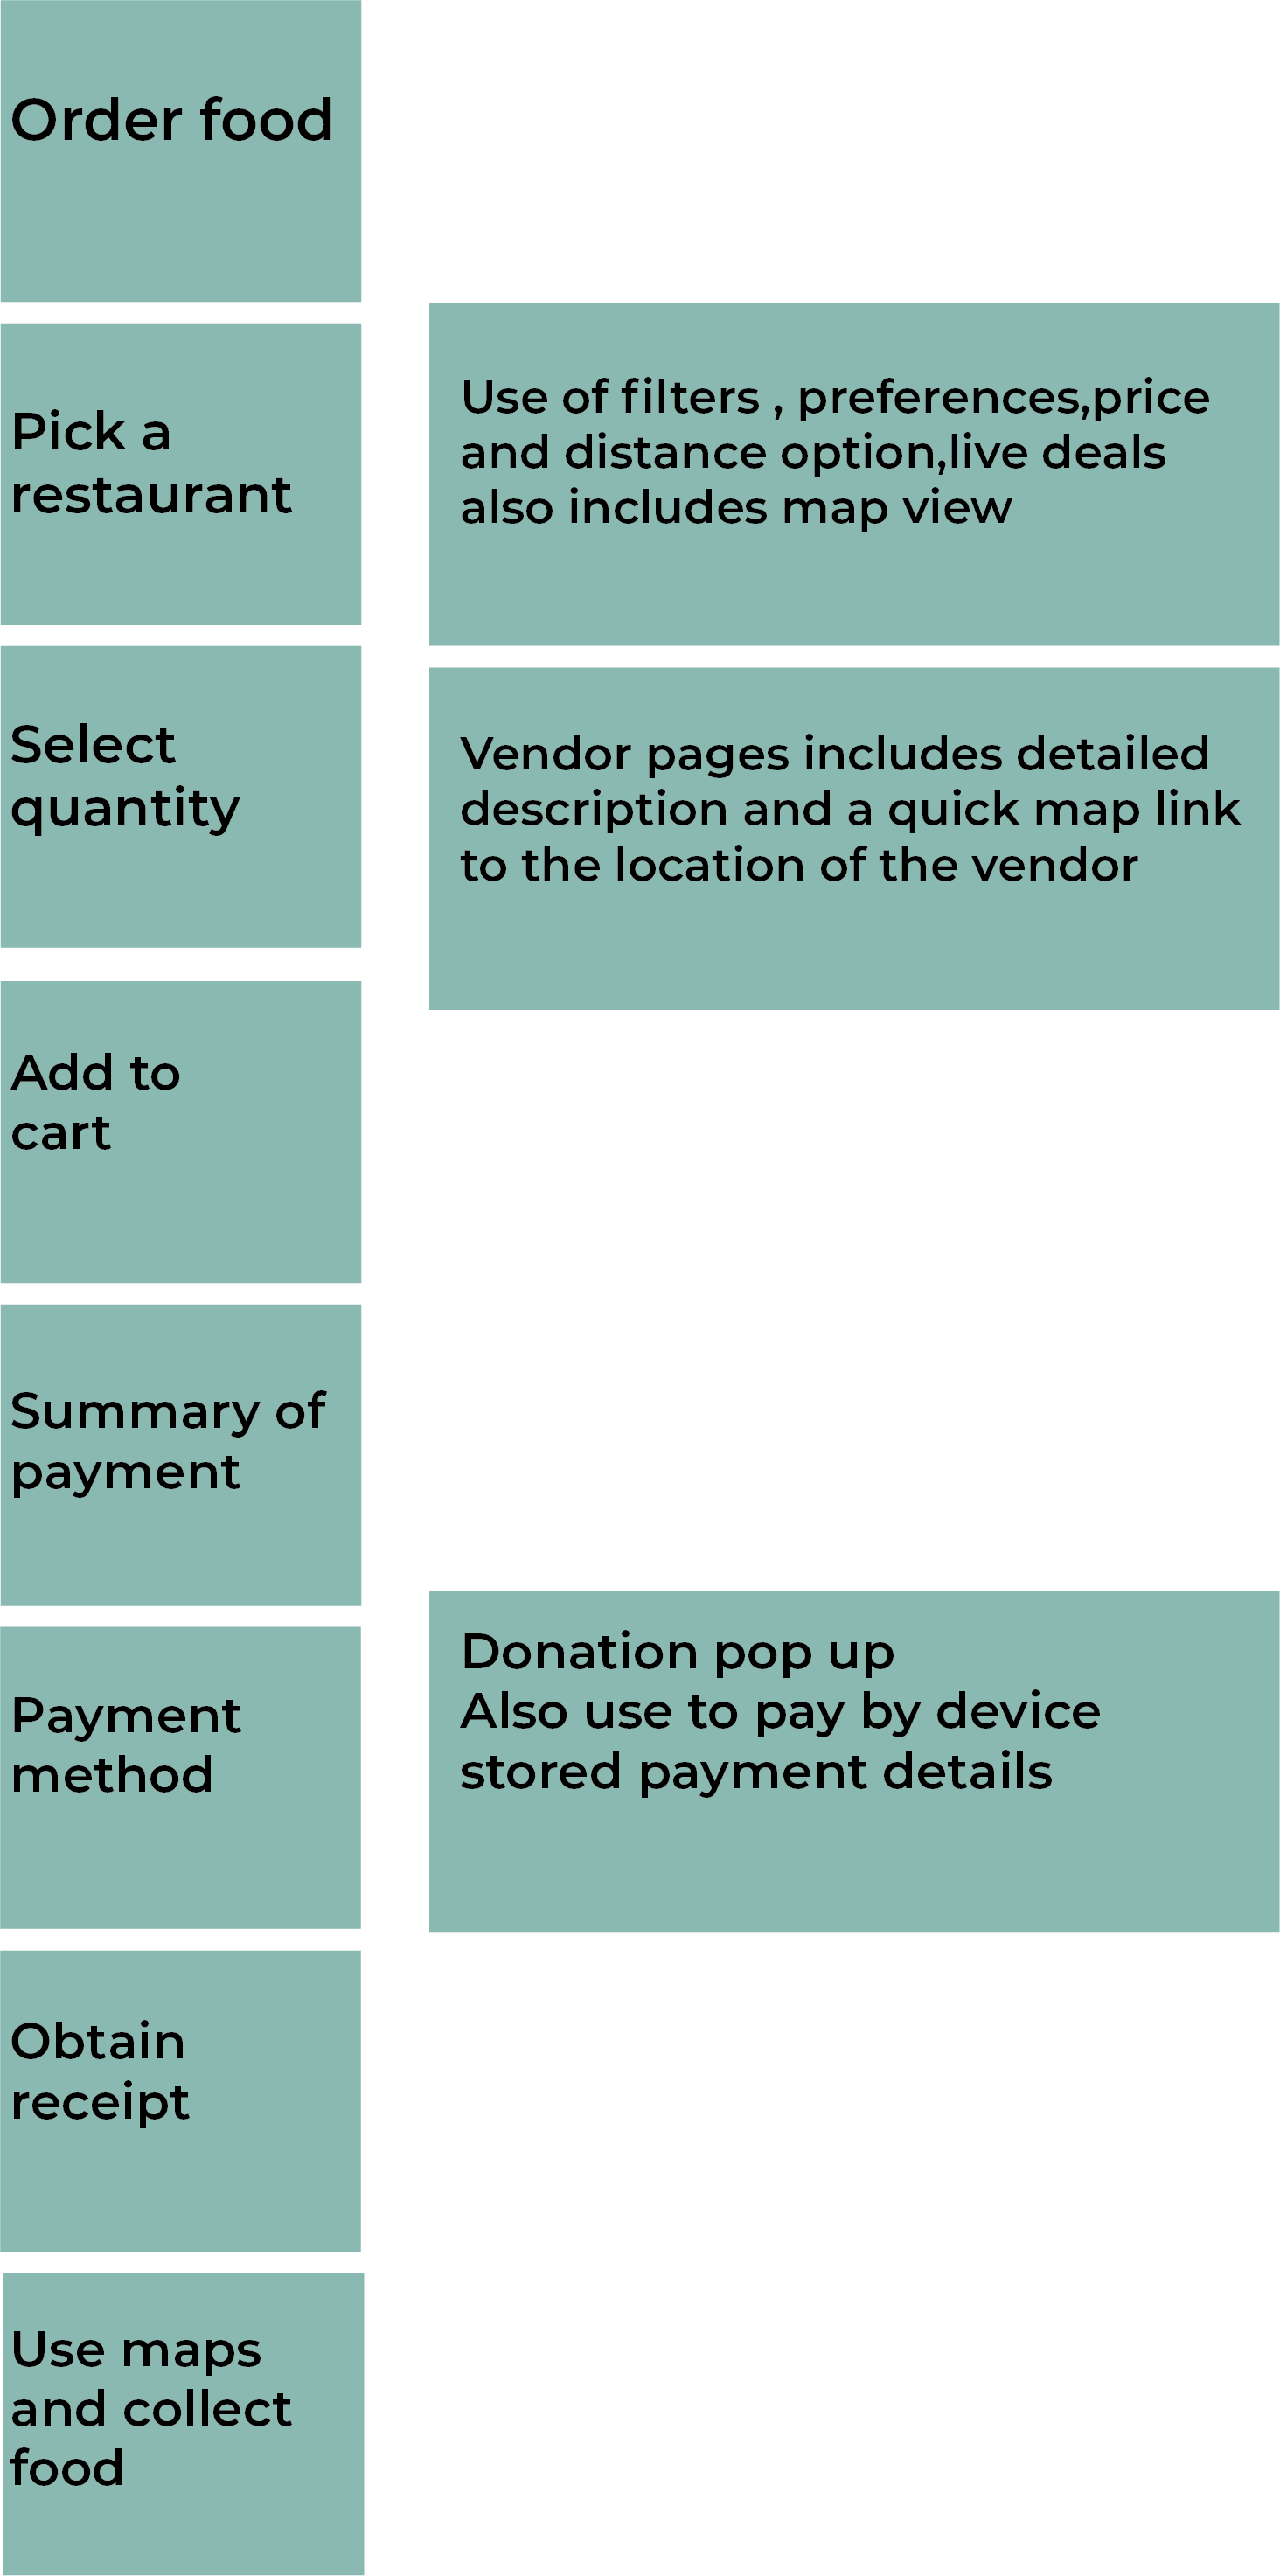 Order food
Pick a
restaurant
Use of filters , preferences,price
and distance option,live deals
also includes map view
Select
quantity
Vendor pages includes detailed
description and a quick map link
to the location of the vendor
Add to
cart
Summary of
payment
Payment
method
Donation pop up
Also use to pay by device
stored payment details
Obtain
receipt
Use maps
and collect
food